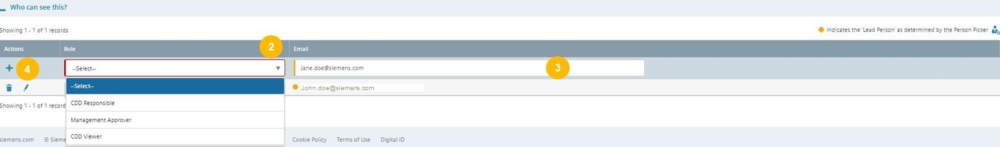 Who can see this?
Showing 1 - 1 of 1 records
Indicates the 'Lead Person' as determined by the Person Picker
Actions
Role
2
Email
4
--Select--
Jane.doe@siemens.com
3
--Select--
John.doe@siemens.com
CDD Responsible
Showing 1 - 1 of 1 record
Management Approver
CDD Viewer
siemens.com
© Sieme
Cookie Policy
Terms of Use
Digital ID